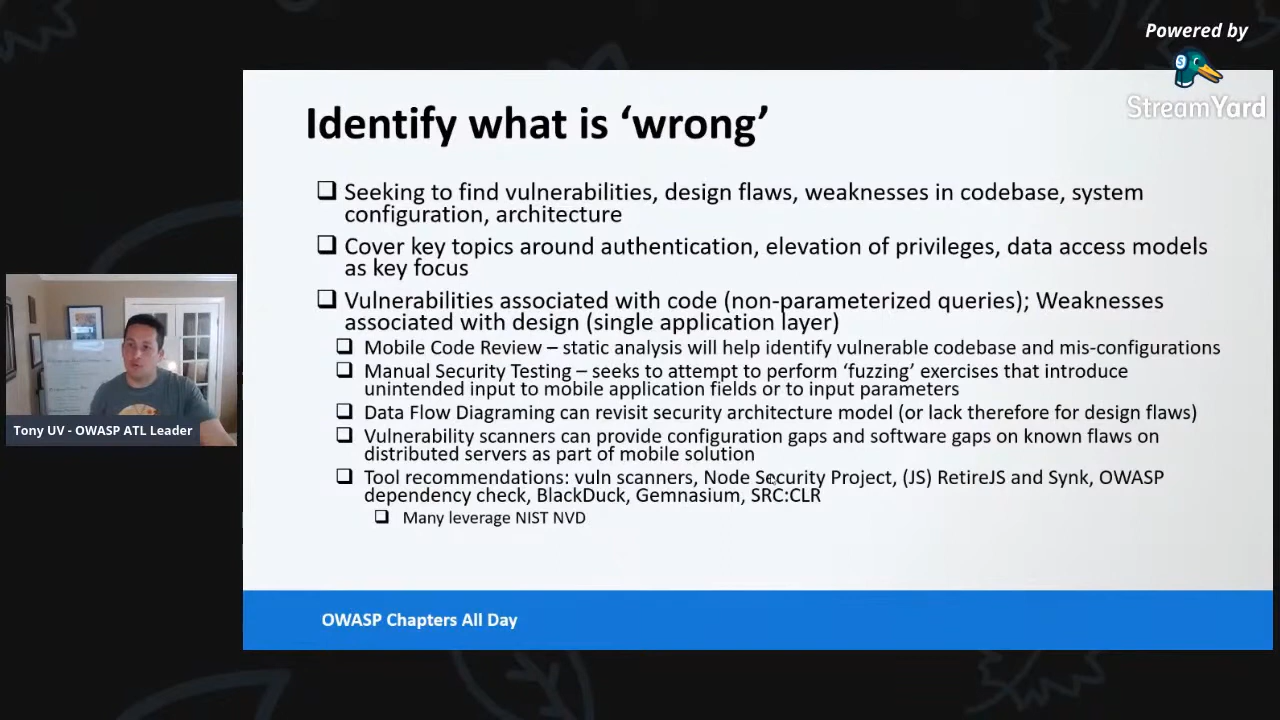 Powered by
StreamYard
Identify what is ‘wrong’
Seeking to find vulnerabilities, design flaws, weaknesses in codebase, system
configuration, architecture
Cover key topics around authentication, elevation of privileges, data access models
as key focus
Vulnerabilities associated with code (non-parameterized queries); Weaknesses
associated with design (single application layer)
Mobile Code Review – static analysis will help identify vulnerable codebase and mis-configurations
Manual Security Testing – seeks to attempt to perform ‘fuzzing’ exercises that introduce
unintended input to mobile application fields or to input parameters
Data Flow Diagraming can revisit security architecture model (or lack therefore for design flaws)
Vulnerability scanners can provide configuration gaps and software gaps on known flaws on
distributed servers as part of mobile solution
Tool recommendations: vuln scanners, Node Security Project, (JS) RetireJS and Synk, OWASP
dependency check, BlackDuck, Gemnasium, SRC:CLR
Many leverage NIST NVD
Tony UV - OWASP ATL Leader
OWASP Chapters All Day